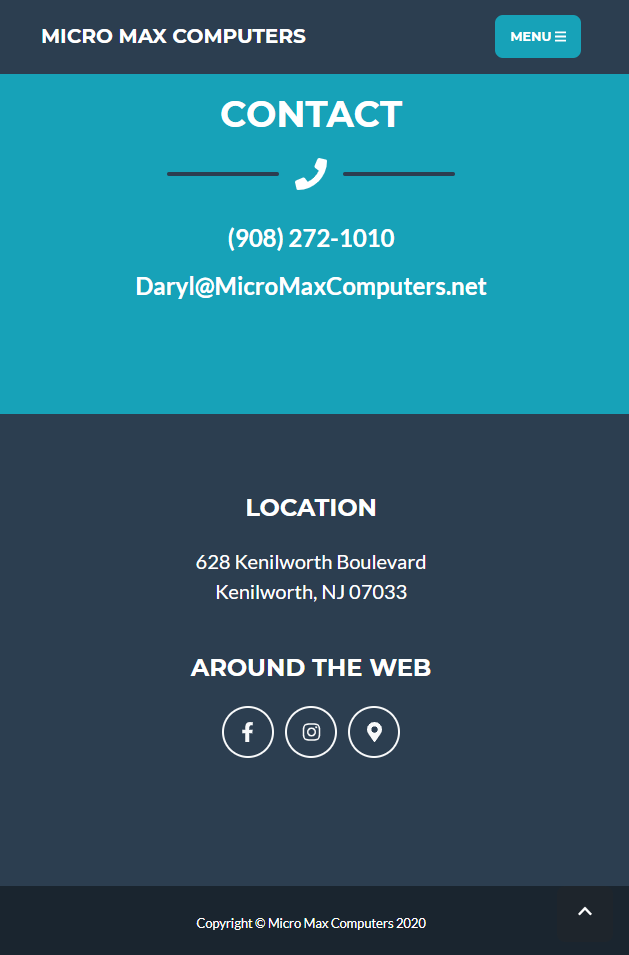 MICRO MAX COMPUTERS
MENU
CONTACT
(908) 272-1010
Daryl@MicroMaxComputers.net
LOCATION
628 Kenilworth Boulevard
Kenilworth, NJ 07033
AROUND THE WEB
Copyright © Micro Max Computers 2020